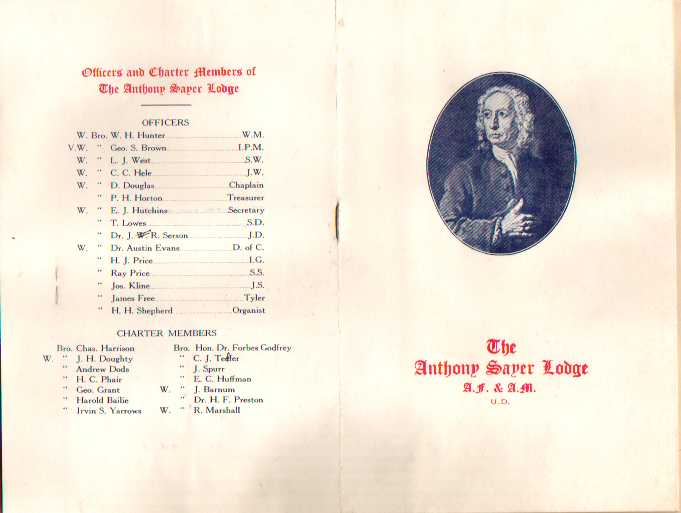 Officers and Charter Members of
The Anthony Sayer Lodge
OFFICERS
W. Bro. W. H. Hunter W.M.
V.W. " Geo. S. Brown I.P.M.
W. " L. J. West S.W.
W. " C. C. Hele J.W.
W. " D. Douglas Chaplain
" P. H. Horton Treasurer
W. " E. J. Hutchins Secretary
" T. Lowes S.D.
" Dr. J. R. Serson J.D.
W. " Dr. Austin Evans D. of C.
" H. J. Price I.G.
" Ray Price S.S.
" Jos. Kline J.S.
" James Free Tyler
" H. H. Shepherd Organist
CHARTER MEMBERS
Bro. Chas. Harrison
W. " J. H. Doughty
" Andrew Dods
" H. C. Phair
" Geo. Grant
" Harold Bailie
" Irvin S. Yarrows
Bro. Hon. Dr. Forbes Godfrey
" C. J.
" J. Spurr
" E. C. Huffman
W. " J. Barnum
" Dr. H. F. Preston
W. " R. Marshall
The
Anthony Sayer Lodge
A.F. & A.M.
U.D.